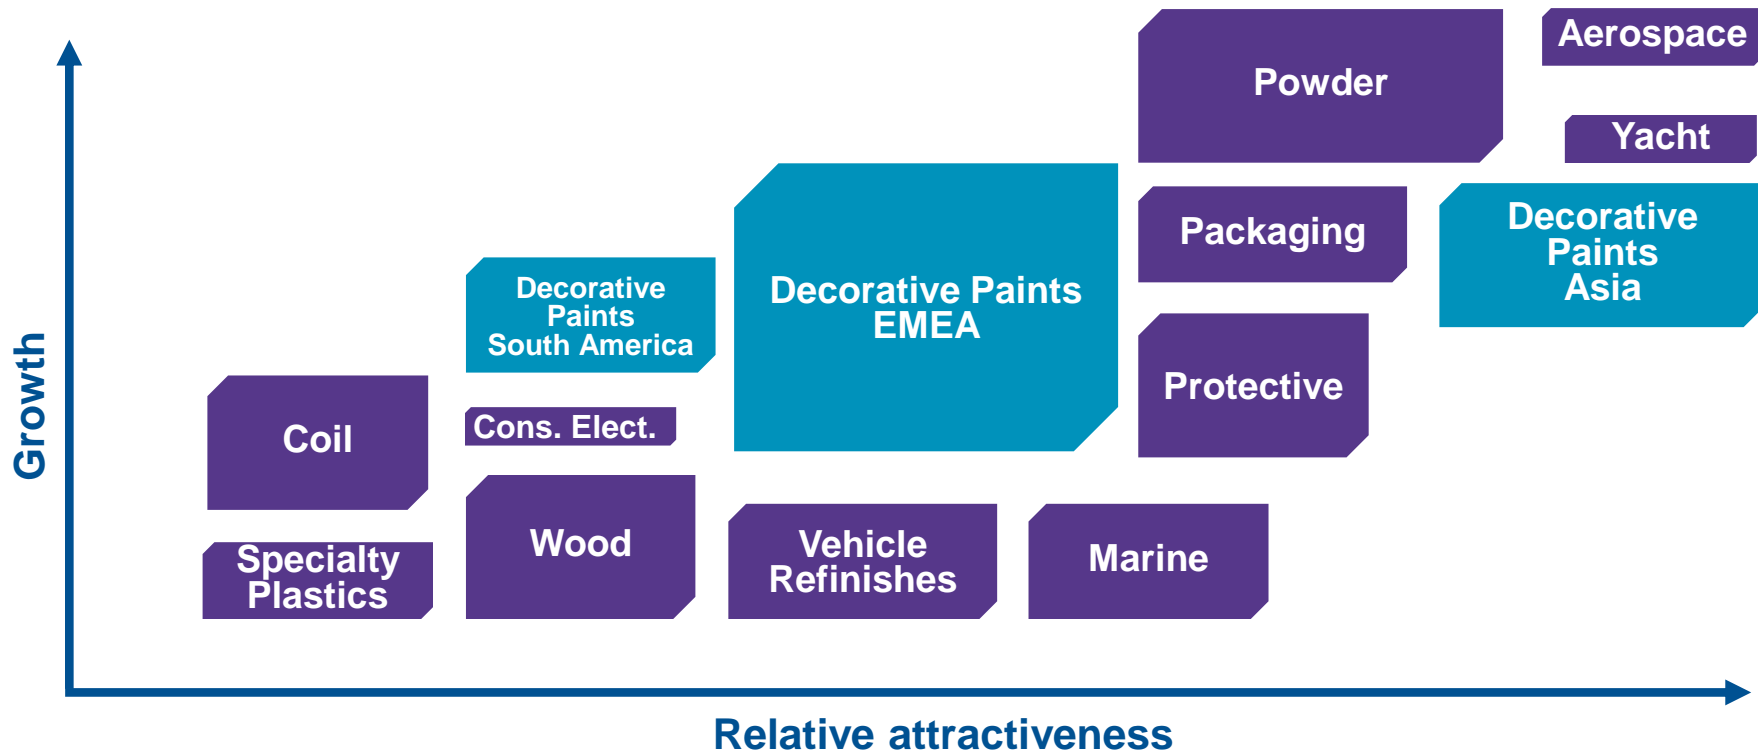 Aerospace
Powder
Yacht
Packaging
Decorative
Paints
Asia
Decorative
Paints
South America
Decorative Paints
EMEA
Protective
Growth
Coil
Cons. Elect.
Wood
Vehicle
Refinishes
Marine
Specialty
Plastics
Relative attractiveness